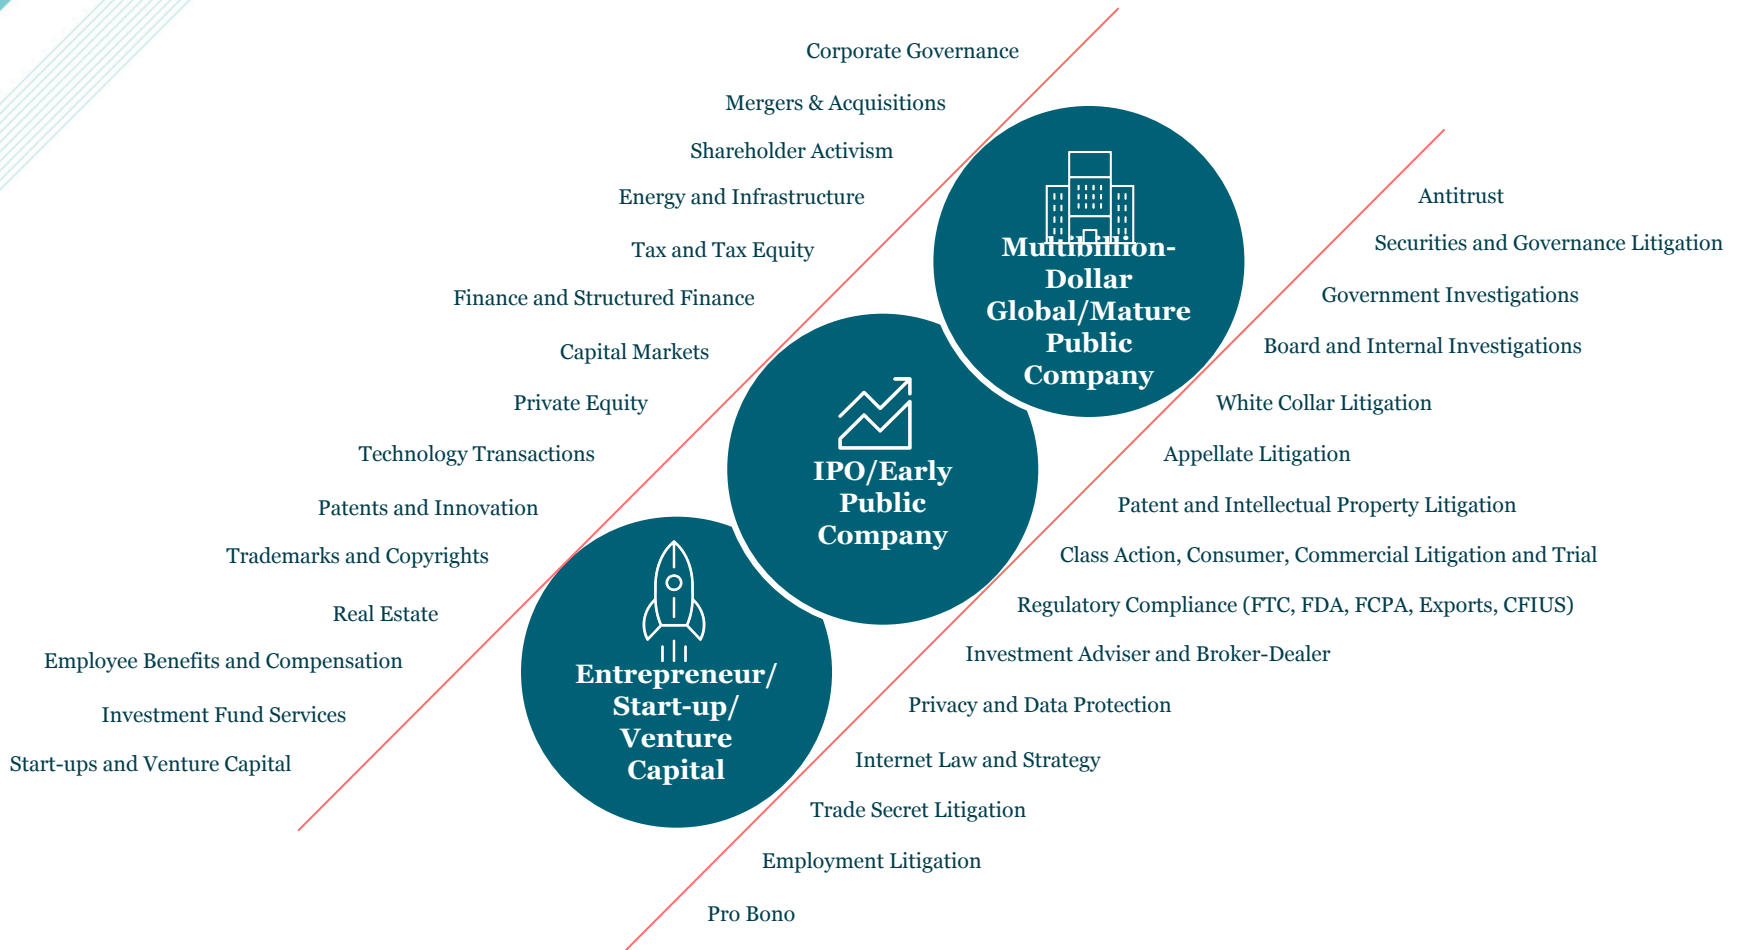 Corporate Governance
Mergers & Acquisitions
Shareholder Activism
Energy and Infrastructure
Tax and Tax Equity
Finance and Structured Finance
Capital Markets
Private Equity
Technology Transactions
Patents and Innovation
Trademarks and Copyrights
Real Estate
Employee Benefits and Compensation
Investment Fund Services
Start-ups and Venture Capital
Multibillion-
Dollar
Global/Mature
Public
Company
IPO/Early
Public
Company
Entrepreneur/
Start-up/
Venture
Capital
Antitrust
Securities and Governance Litigation
Government Investigations
Board and Internal Investigations
White Collar Litigation
Appellate Litigation
Patent and Intellectual Property Litigation
Class Action, Consumer, Commercial Litigation and Trial
Regulatory Compliance (FTC, FDA, FCPA, Exports, CFIUS)
Investment Adviser and Broker-Dealer
Privacy and Data Protection
Internet Law and Strategy
Trade Secret Litigation
Employment Litigation
Pro Bono